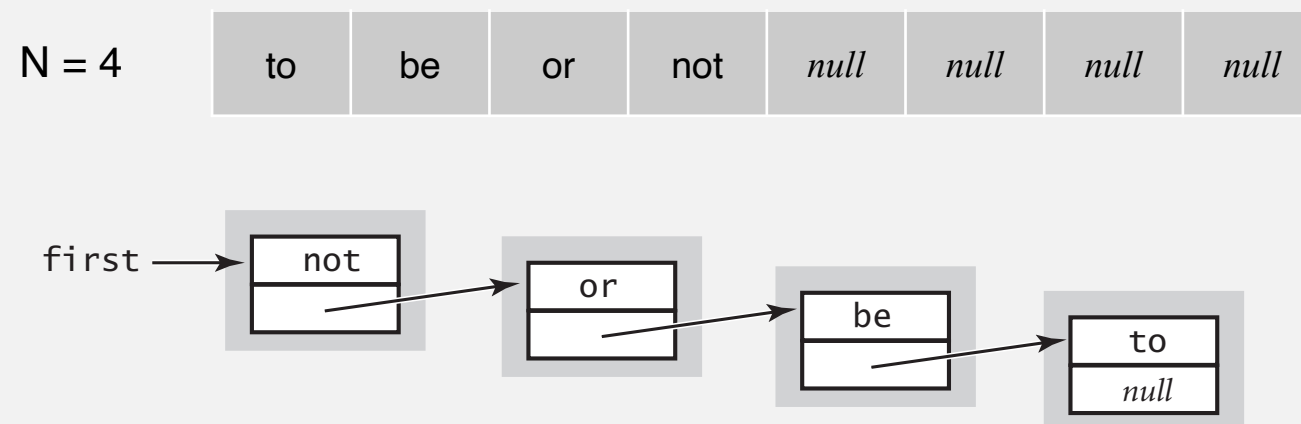 N = 4 to be or not null null null null
first not
or
be
to
null